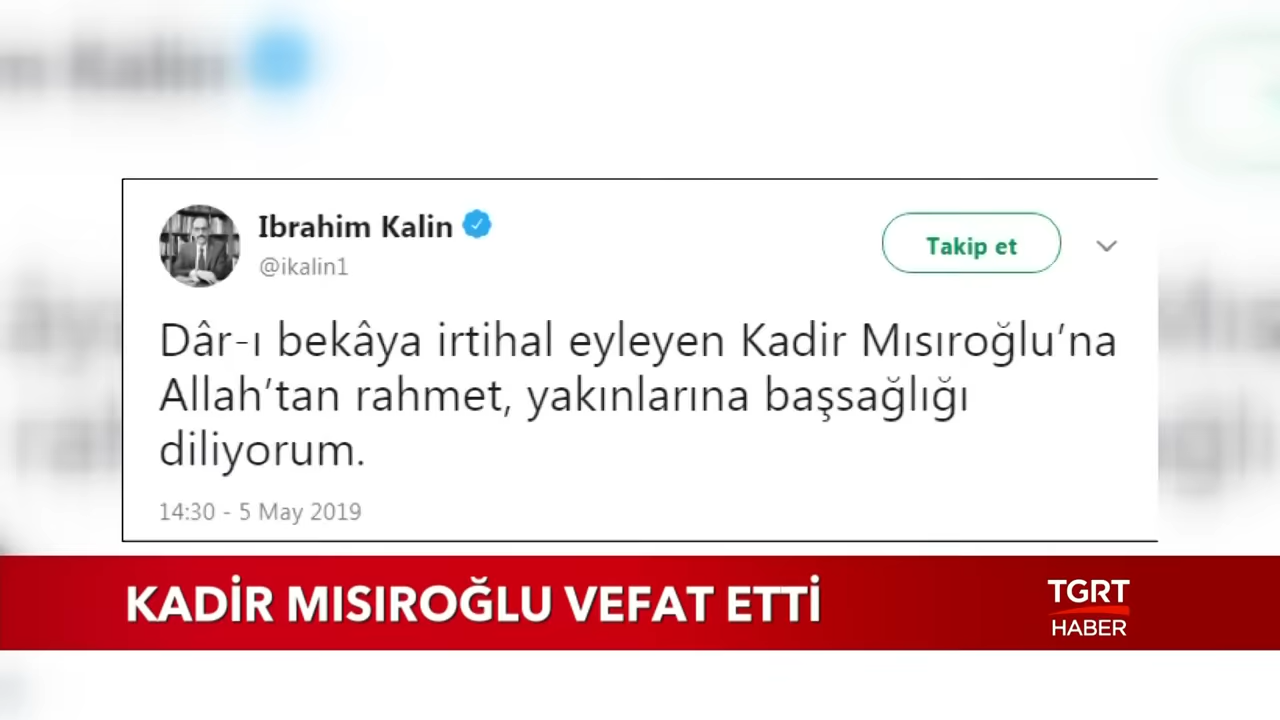 Ibrahim Kalin
@ikalin1
Takip et
Dâr-ı bekâya irtihal eyleyen Kadir Mısıroğlu’na
Allah’tan rahmet, yakınlarına başsağlığı
diliyorum.
14:30 - 5 May 2019
KADİR MISIROĞLU VEFAT ETTİ
TGRT
HABER